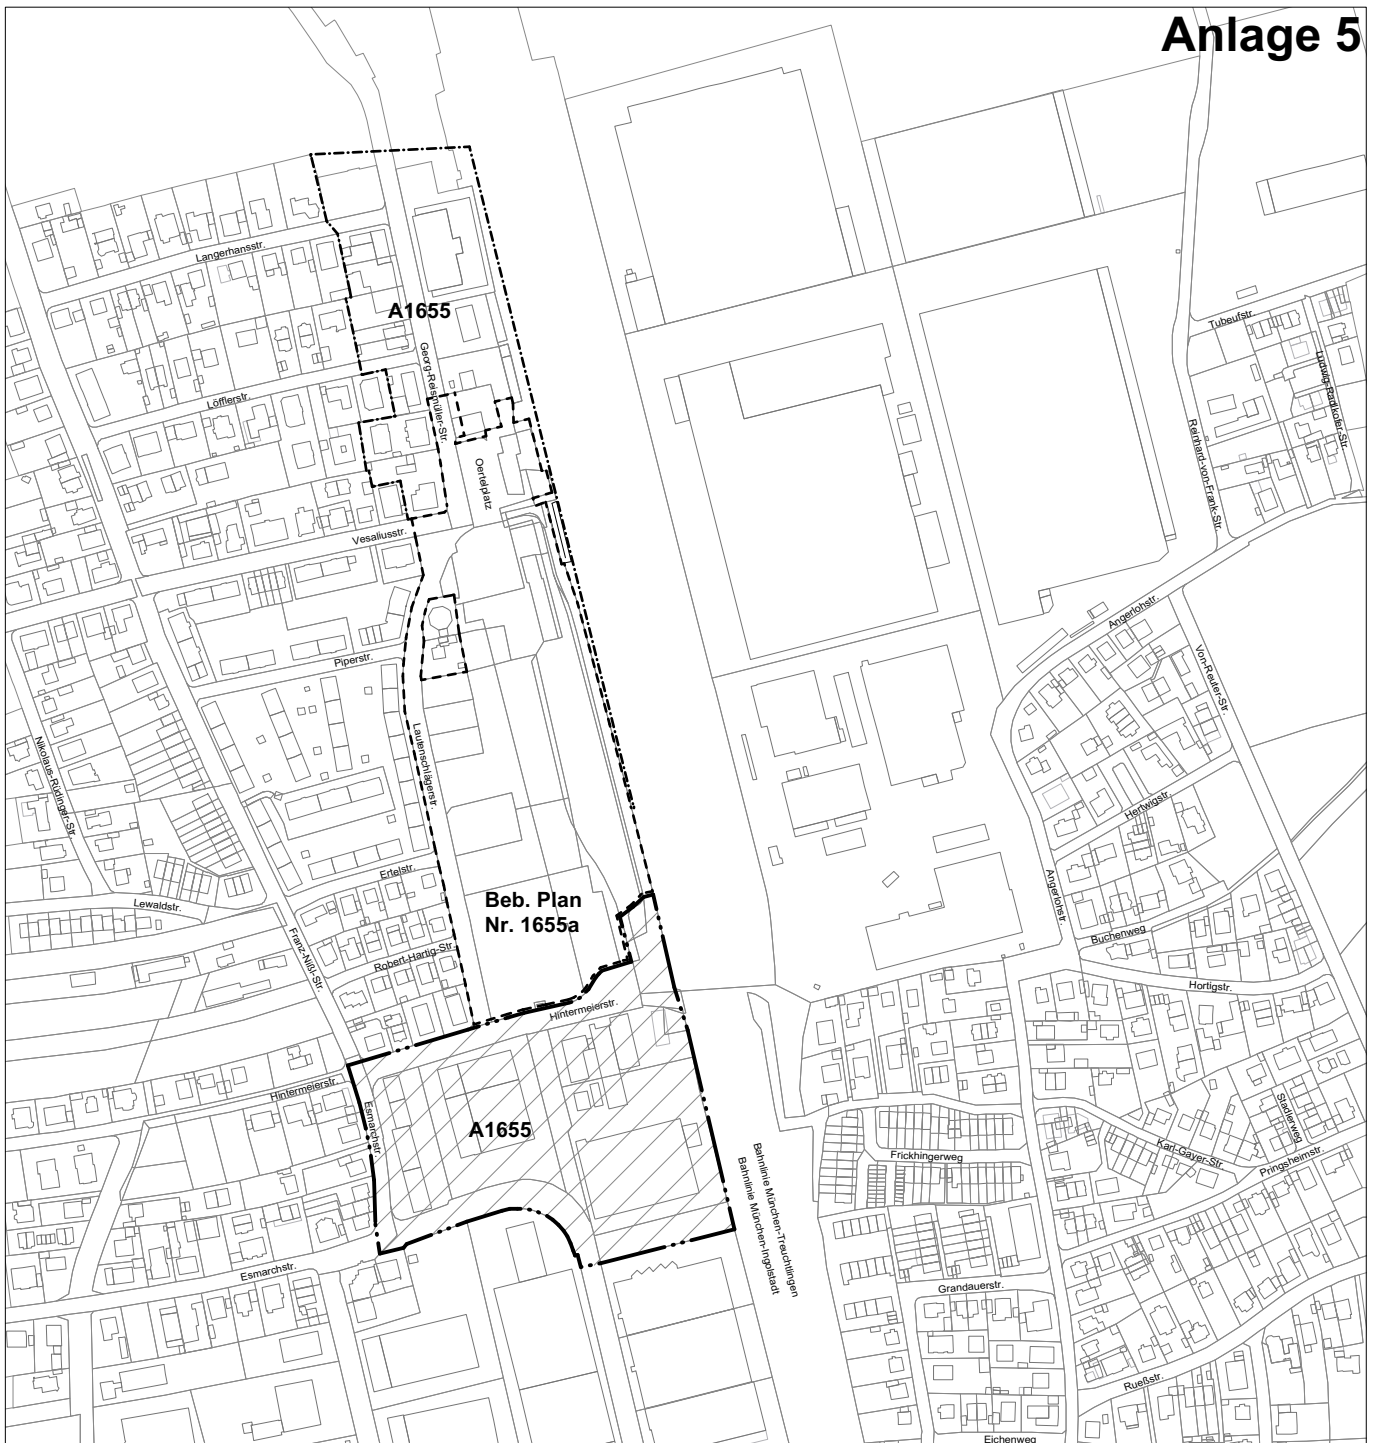 Anlage 5
Langerhansstr.
A1655
Georg-Reismüller-Str.
Löfflerstr.
Oertelplatz
Vesaliusstr.
Piperstr.
Lautenschlägerstr.
Nikolaus-Rüdinger-Str.
Ertelstr.
Lewaldstr.
Franz-Nißl-Str.
Robert-Hartig-Str.
Beb. Plan
Nr. 1655a
Hintermeierstr.
Hintermeierstr.
Esmarchstr.
A1655
Esmarchstr.
Bahnlinie München-Treuchtlingen
Bahnlinie München-Ingolstadt
Tubeufstr.
Ludwig-Radlkofer-Str.
Reinhard-von-Frank-Str.
Angerlohstr.
Von-Reuter-Str.
Hertwigstr.
Angerlohstr.
Buchenweg
Hortigstr.
Stadlerweg
Karl-Gayer-Str.
Pringsheimstr.
Frickhingerweg
Grandauerstr.
Rueßstr.
Eichenweg